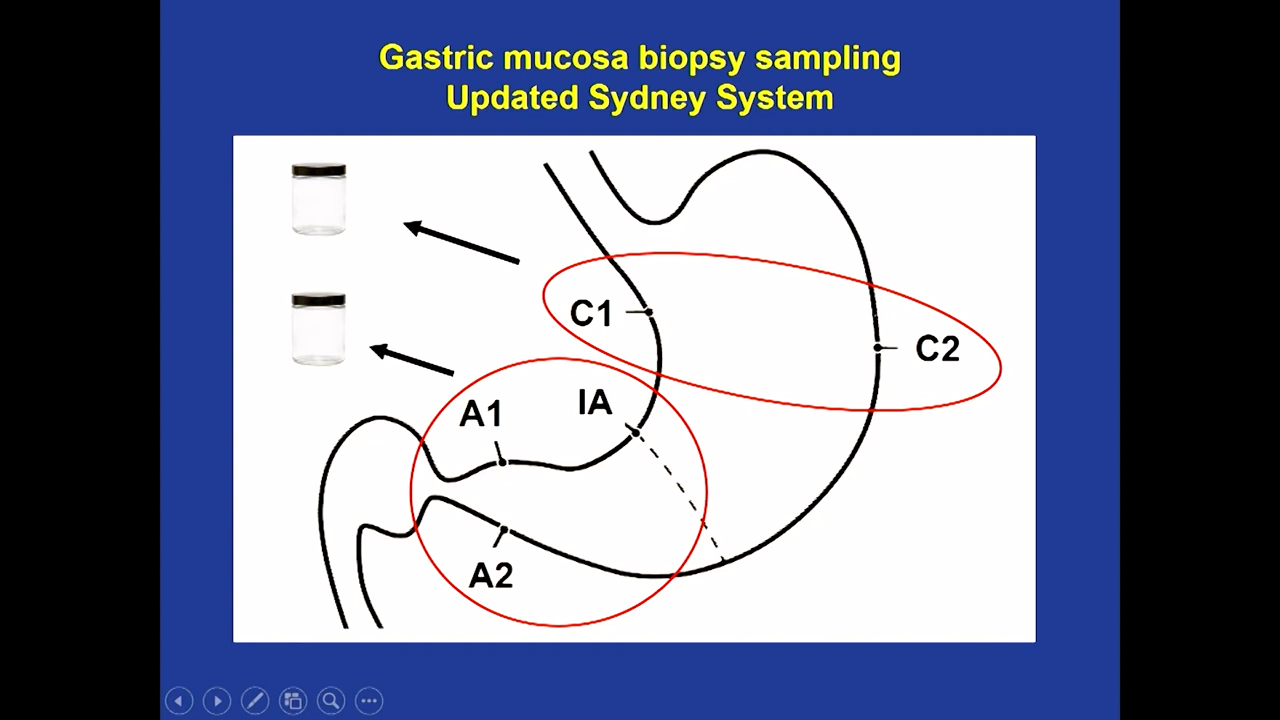 Gastric mucosa biopsy sampling
Updated Sydney System
C1
C2
IA
A1
A2